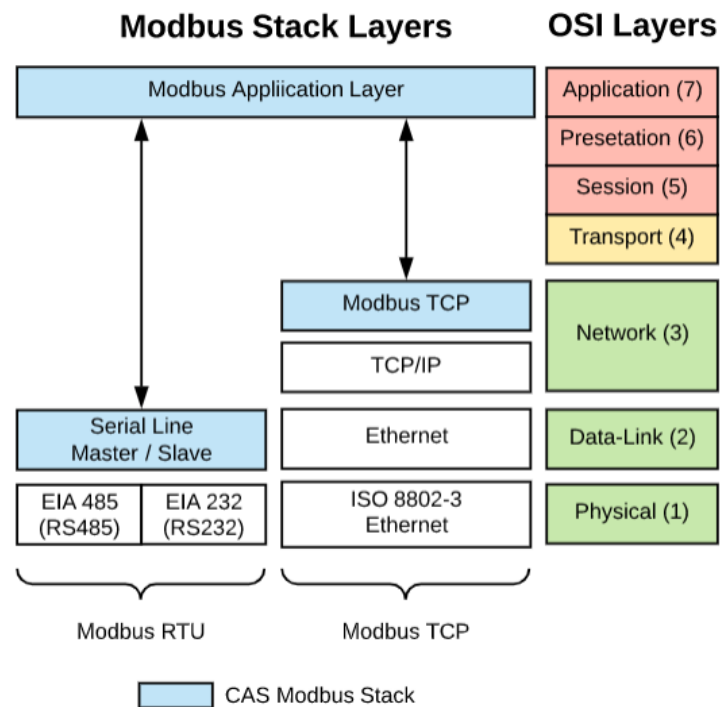 Modbus Stack Layers
OSI Layers
Modbus Appliication Layer
Application (7)
Presetation (6)
Session (5)
Transport (4)
Modbus TCP
Network (3)
TCP/IP
Serial Line
Master / Slave
Ethernet
Data-Link (2)
EIA 485
(RS485)
EIA 232
(RS232)
ISO 8802-3
Ethernet
Physical (1)
Modbus RTU
Modbus TCP
CAS Modbus Stack